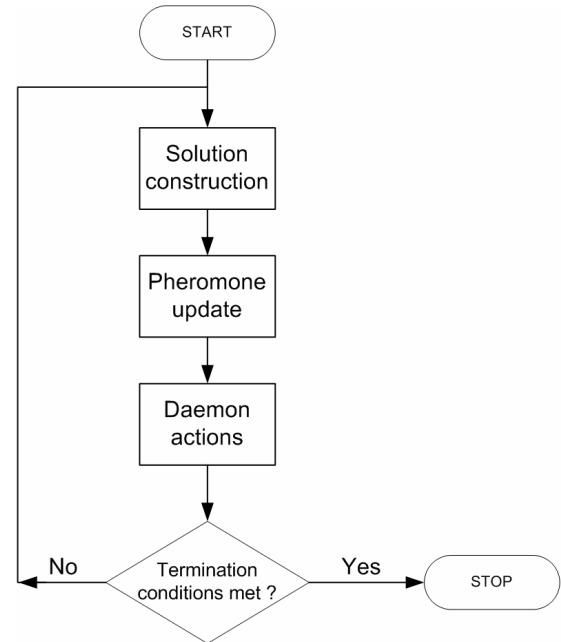 START
Solution
construction
Pheromone
update
Daemon
actions
Termination
conditions met ?
No
Yes
STOP